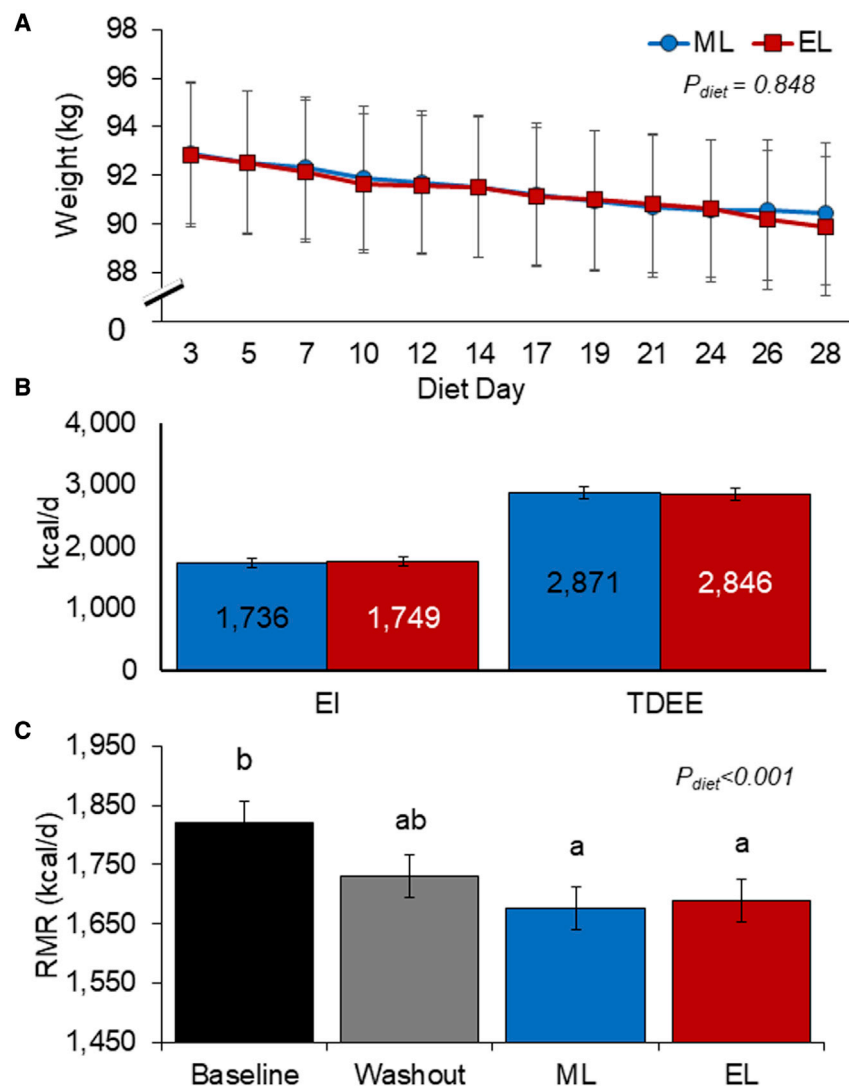 A
98
96
94
92
90
88
0
Weight (kg)
ML EL
P_diet = 0.848
3 5 7 10 12 14 17 19 21 24 26 28
Diet Day
B
4,000
3,000
2,000
1,000
0
kcal/d
1,736 1,749 2,871 2,846
EI TDEE
C
1,950
1,850
1,750
1,650
1,550
1,450
RMR (kcal/d)
P_diet<0.001
b ab a a
Baseline Washout ML EL